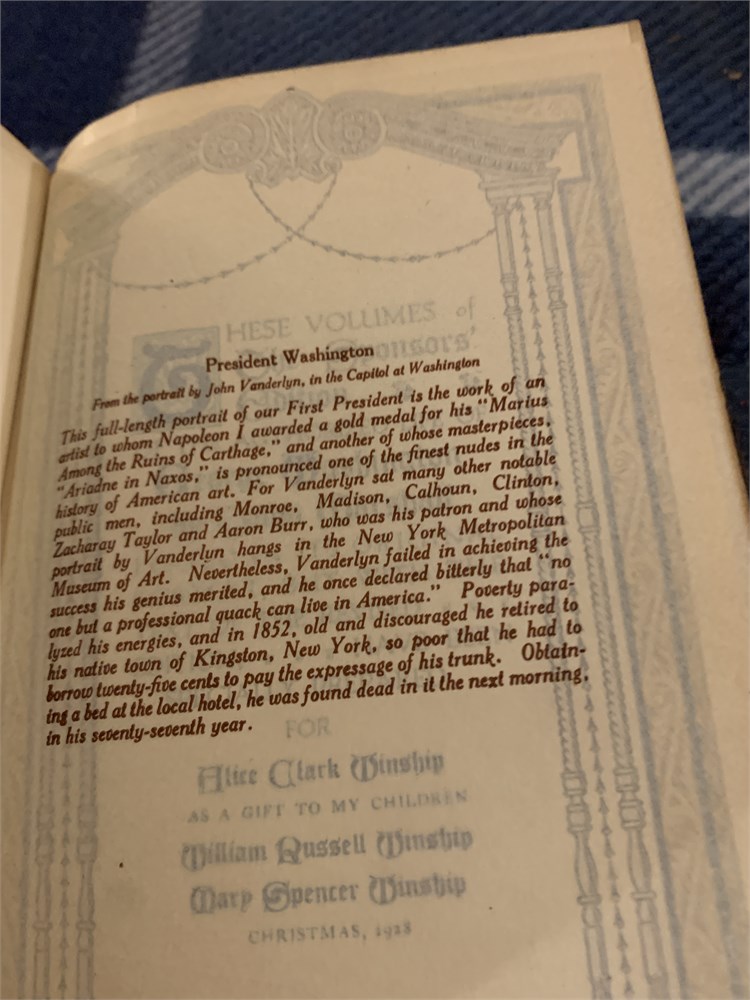 HESE VOLUMES of
Sponsors'
President Washington
From the portrait by John Vanderlyn, in the Capitol at Washington
This full-length portrait of our First President is the work of an
artist to whom Napoleon I awarded a gold medal for his "Marius
Among the Ruins of Carthage," and another of whose masterpieces,
"Ariadne in Naxos," is pronounced one of the finest nudes in the
history of American art. For Vanderlyn sat many other notable
public men, including Monroe, Madison, Calhoun, Clinton,
Zacharay Taylor and Aaron Burr, who was his patron and whose
portrait by Vanderlyn hangs in the New York Metropolitan
Museum of Art. Nevertheless, Vanderlyn failed in achieving the
success his genius merited, and he once declared bitterly that "no
one but a professional quack can live in America." Poverty para-
lyzed his energies, and in 1852, old and discouraged he retired to
his native town of Kingston, New York, so poor that he had to
borrow twenty-five cents to pay the expressage of his trunk. Obtain-
ing a bed at the local hotel, he was found dead in it the next morning,
in his seventy-seventh year.
FOR
Alice Clark Winship
AS A GIFT TO MY CHILDREN
William Russell Winship
Mary Spencer Winship
CHRISTMAS, 1928